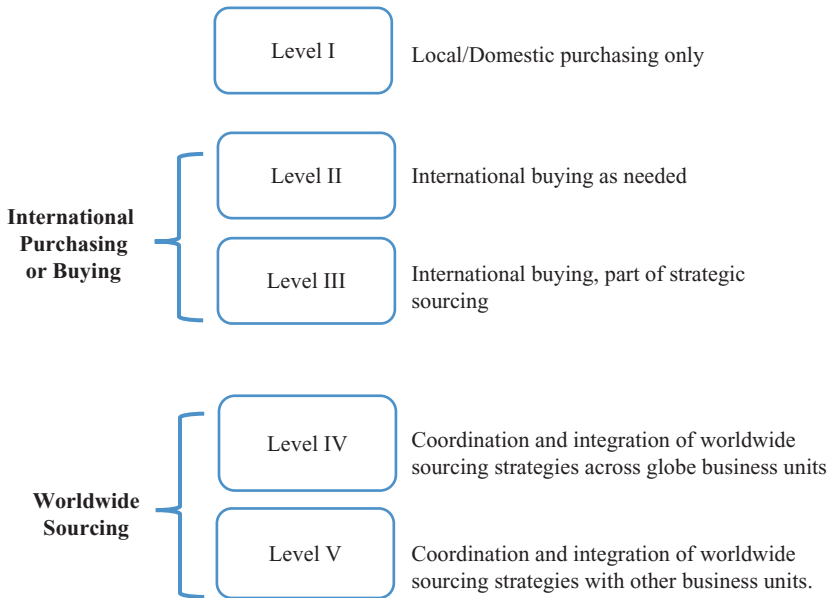 Level I
Local/Domestic purchasing only
International
Purchasing
or Buying
Level II
International buying as needed
Level III
International buying, part of strategic
sourcing
Worldwide
Sourcing
Level IV
Coordination and integration of worldwide
sourcing strategies across globe business units
Level V
Coordination and integration of worldwide
sourcing strategies with other business units.